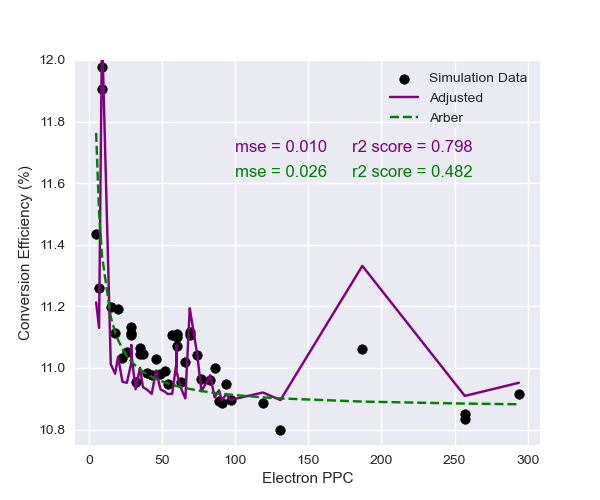 12.0
11.8
11.6
11.4
11.2
11.0
10.8
Conversion Efficiency (%)
Simulation Data
Adjusted
Arber
mse = 0.010 r2 score = 0.798
mse = 0.026 r2 score = 0.482
0 50 100 150 200 250 300
Electron PPC